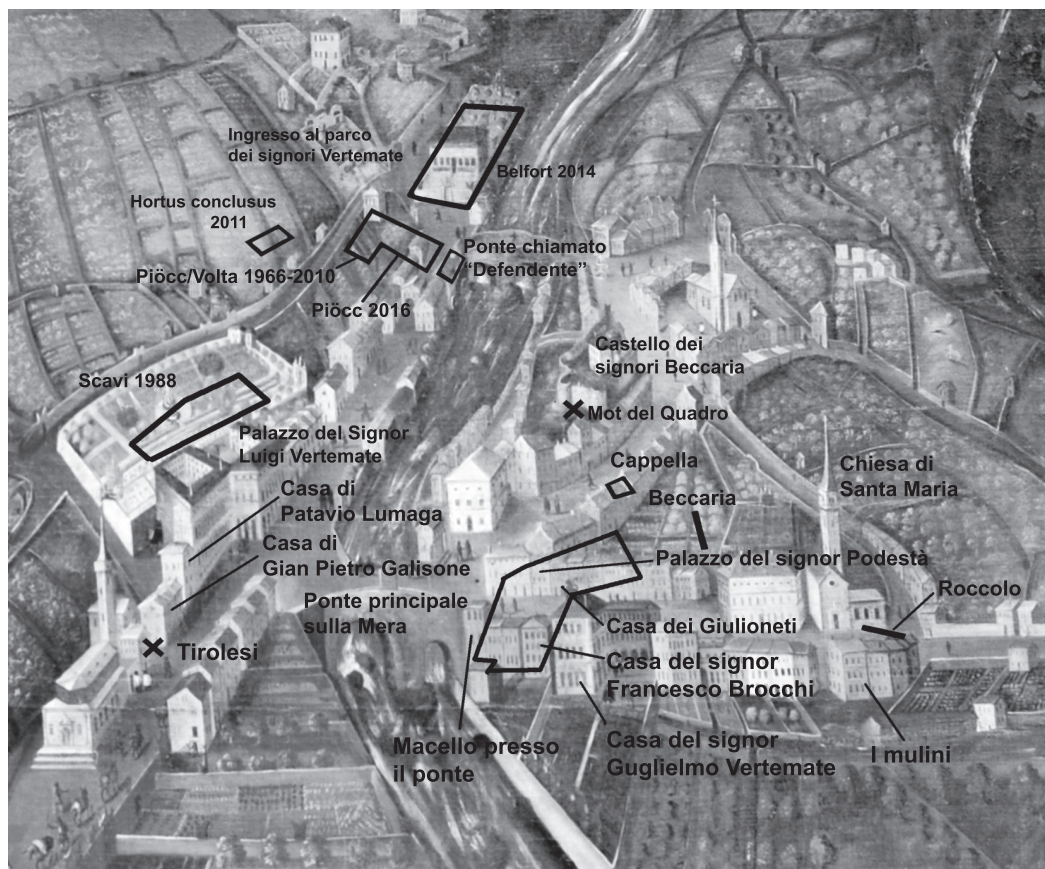 Ingresso al parco
dei signori Vertemate
Belfort 2014
Hortus conclusus
2011
Ponte chiamato
“Defendente”
Piöcc/Volta 1966-2010
Piöcc 2016
Castello dei
signori Beccaria
Scavi 1988
Mot del Quadro
Palazzo del Signor
Luigi Vertemate
Cappella
Chiesa di
Santa Maria
Casa di
Patavio Lumaga
Beccaria
Casa di
Gian Pietro Galisone
Palazzo del signor Podestà
Ponte principale
sulla Mera
Roccolo
Casa dei Giulioneti
Tirolesi
Casa del signor
Francesco Brocchi
Macello presso
il ponte
Casa del signor
Guglielmo Vertemate
I mulini